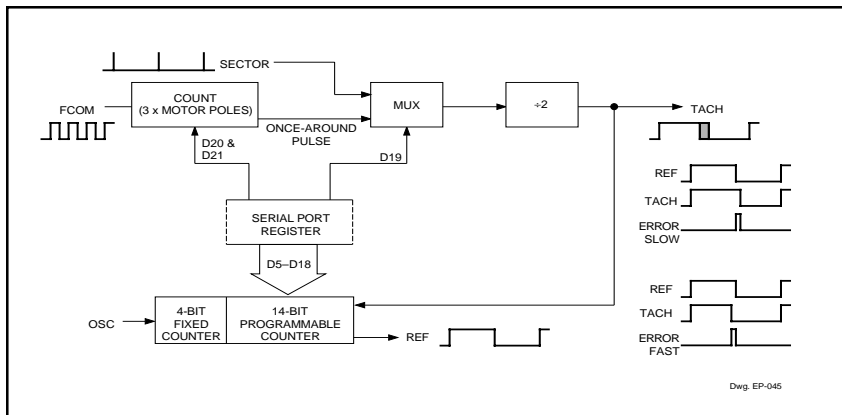 SECTOR
FCOM
COUNT
(3 x MOTOR POLES)
MUX
÷2
TACH
ONCE-AROUND
PULSE
D20 &
D21
D19
SERIAL PORT
REGISTER
D5–D18
OSC
4-BIT
FIXED
COUNTER
14-BIT
PROGRAMMABLE
COUNTER
REF
REF
TACH
ERROR
SLOW
REF
TACH
ERROR
FAST
Dwg. EP-045